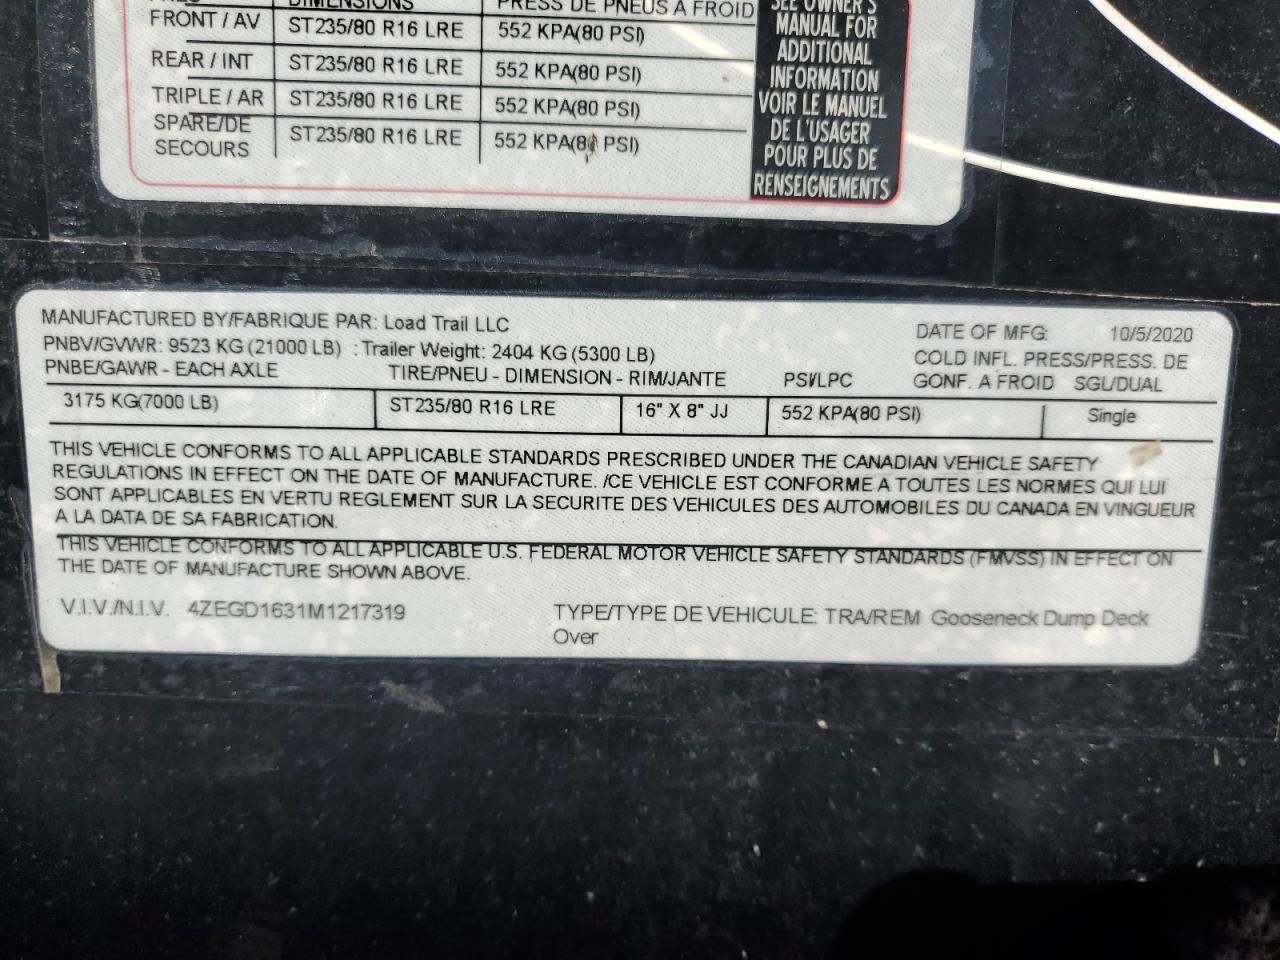 DIMENSIONS PRESS DE PNEUS A FROID
FRONT / AV ST235/80 R16 LRE 552 KPA(80 PSI)
REAR / INT ST235/80 R16 LRE 552 KPA(80 PSI)
TRIPLE / AR ST235/80 R16 LRE 552 KPA(80 PSI)
SPARE/DE SECOURS ST235/80 R16 LRE 552 KPA(80 PSI)
SEE OWNER'S
MANUAL FOR
ADDITIONAL
INFORMATION
VOIR LE MANUEL
DE L'USAGER
POUR PLUS DE
RENSEIGNEMENTS
MANUFACTURED BY/FABRIQUE PAR: Load Trail LLC DATE OF MFG: 10/5/2020
PNBV/GVWR: 9523 KG (21000 LB) : Trailer Weight: 2404 KG (5300 LB) COLD INFL. PRESS/PRESS. DE
PNBE/GAWR - EACH AXLE TIRE/PNEU - DIMENSION - RIM/JANTE PSI/LPC GONF. A FROID SGL/DUAL
3175 KG(7000 LB) ST235/80 R16 LRE 16" X 8" JJ 552 KPA(80 PSI) Single
THIS VEHICLE CONFORMS TO ALL APPLICABLE STANDARDS PRESCRIBED UNDER THE CANADIAN VEHICLE SAFETY
REGULATIONS IN EFFECT ON THE DATE OF MANUFACTURE. /CE VEHICLE EST CONFORME A TOUTES LES NORMES QUI LUI
SONT APPLICABLES EN VERTU REGLEMENT SUR LA SECURITE DES VEHICULES DES AUTOMOBILES DU CANADA EN VINGUEUR
A LA DATA DE SA FABRICATION.
THIS VEHICLE CONFORMS TO ALL APPLICABLE U.S. FEDERAL MOTOR VEHICLE SAFETY STANDARDS (FMVSS) IN EFFECT ON
THE DATE OF MANUFACTURE SHOWN ABOVE.
V.I.V./N.I.V. 4ZEGD1631M1217319 TYPE/TYPE DE VEHICULE: TRA/REM Gooseneck Dump Deck
Over